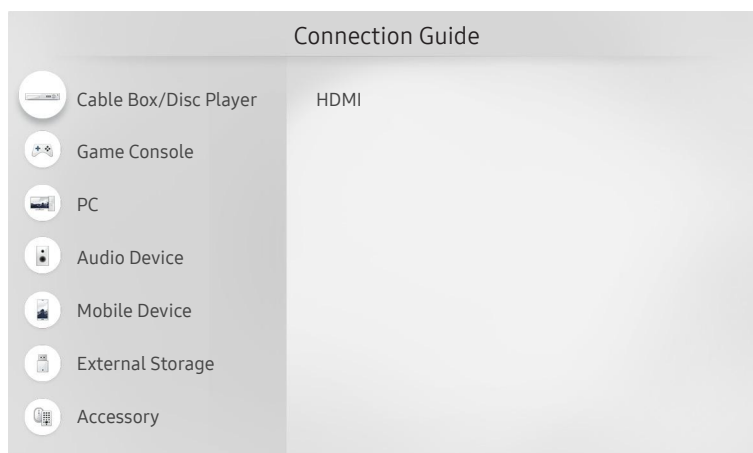 Connection Guide
Cable Box/Disc Player
HDMI
Game Console
PC
Audio Device
Mobile Device
External Storage
Accessory